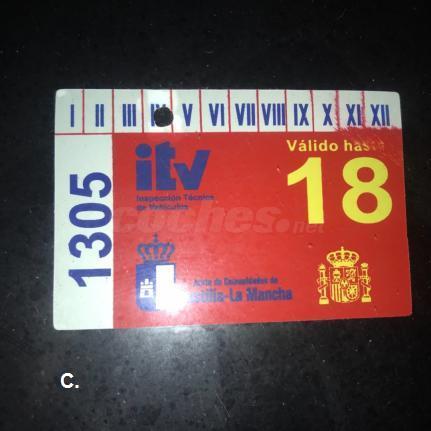 I II III IV V VI VII VIII IX X XI XII
1305
itv
Inspección Técnica
de Vehículos
Válido hasta
18
coches.net
Junta de Comunidades de
Castilla-La Mancha
C.